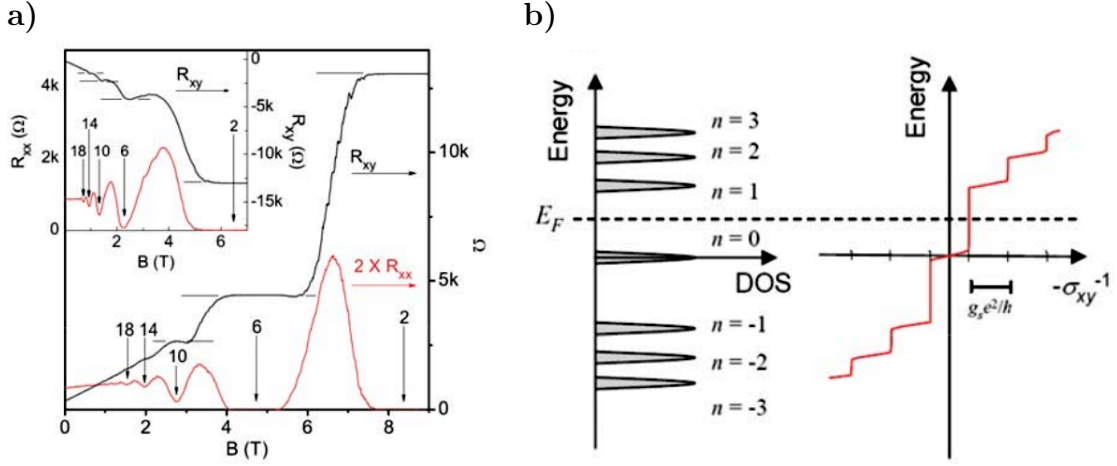 a)
R_xx (Ω)
4k
2k
0
R_xy
0
-5k
-10k
-15k
R_xy (Ω)
18
14
10
6
2
2 4 6
B (T)
R_xy
10k
5k
0
Ω
2 X R_xx
18
14
10
6
2
0 2 4 6 8
B (T)
b)
Energy
n = 3
n = 2
n = 1
E_F
n = 0
DOS
n = -1
n = -2
n = -3
Energy
-σ_xy^-1
g_s e^2/h